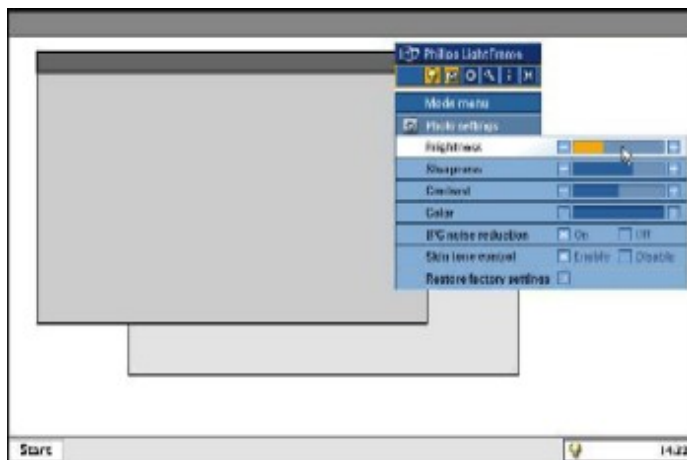 Philips LightFrame
Mode menu
Photo settings
Brightness
Sharpness
Contrast
Color
JPG noise reduction On Off
Skin tone control Enable Disable
Restore factory settings
Start 14:22